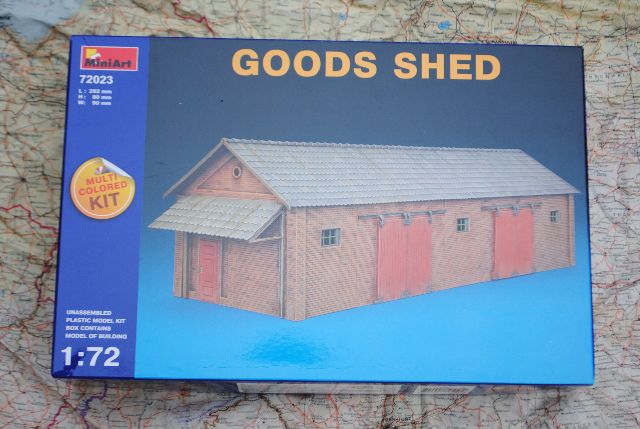 MiniArt
72023
L : 292 mm
H : 80 mm
W: 90 mm
GOODS SHED
MULTI
COLORED
KIT
UNASSEMBLED
PLASTIC MODEL KIT
BOX CONTAINS
MODEL OF BUILDING
1:72